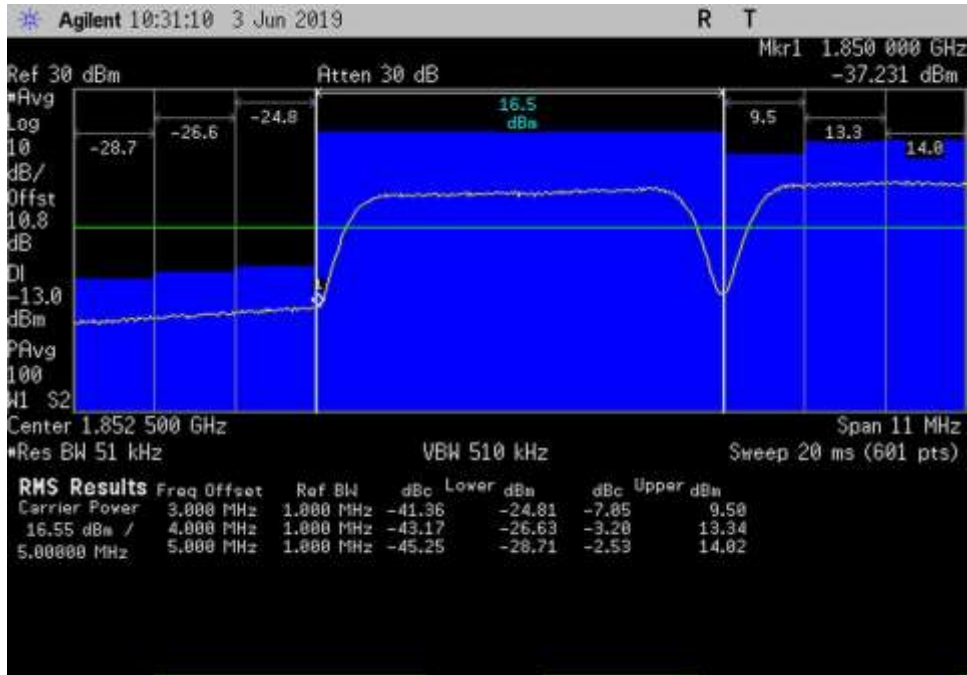 Agilent 10:31:10 3 Jun 2019 R T
Mkr1 1.850 000 GHz
Ref 30 dBm Atten 30 dB -37.231 dBm
#Avg
Log
10
dB/
Offst
10.8
dB
DI
-13.0
dBm
PAvg
100
W1 S2
-28.7
-26.6
-24.8
16.5
dBm
9.5
13.3
14.0
1
Center 1.852 500 GHz Span 11 MHz
#Res BW 51 kHz VBW 510 kHz Sweep 20 ms (601 pts)
RMS Results Freq Offset Ref BW dBc Lower dBm dBc Upper dBm
Carrier Power 3.000 MHz 1.000 MHz -41.36 -24.81 -7.05 9.50
16.55 dBm / 4.000 MHz 1.000 MHz -43.17 -26.63 -3.20 13.34
5.00000 MHz 5.000 MHz 1.000 MHz -45.25 -28.71 -2.53 14.02